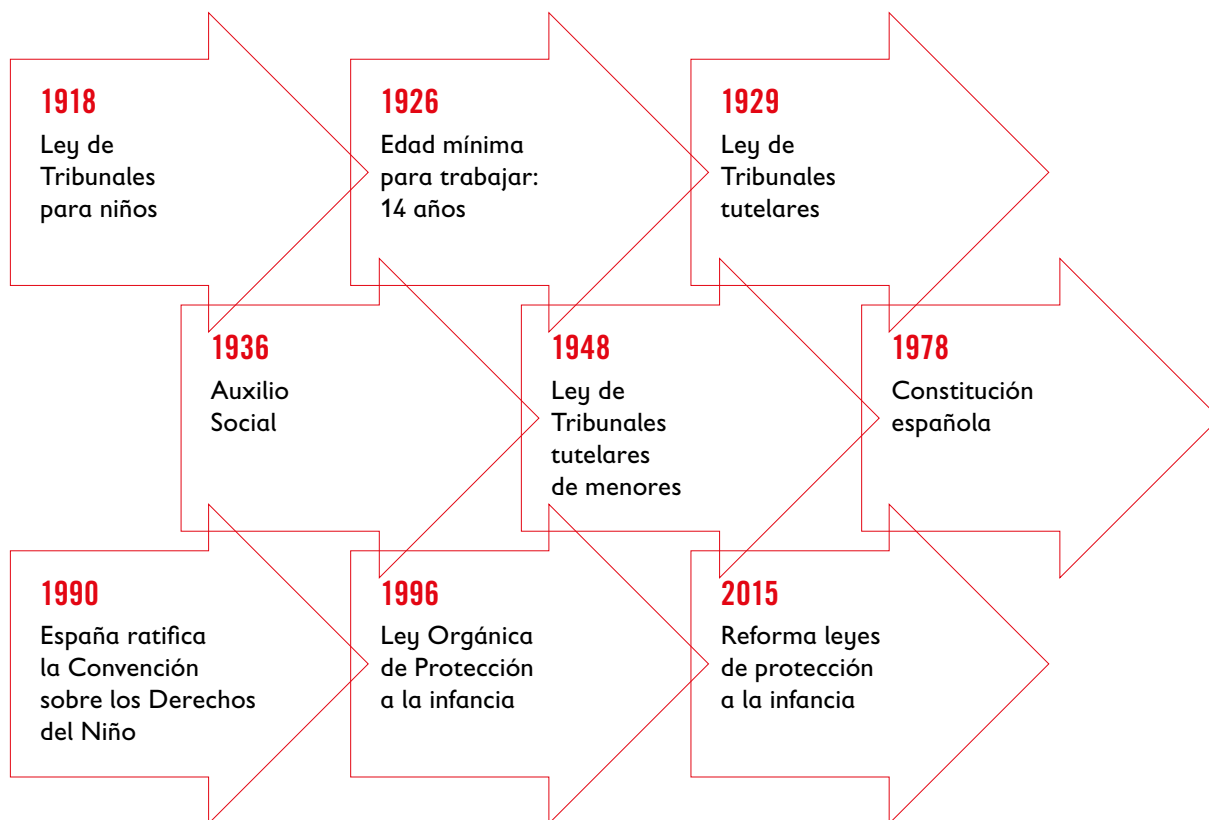 1918
Ley de
Tribunales
para niños
1926
Edad mínima
para trabajar:
14 años
1929
Ley de
Tribunales
tutelares
1936
Auxilio
Social
1948
Ley de
Tribunales
tutelares
de menores
1978
Constitución
española
1990
España ratifica
la Convención
sobre los Derechos
del Niño
1996
Ley Orgánica
de Protección
a la infancia
2015
Reforma leyes
de protección
a la infancia